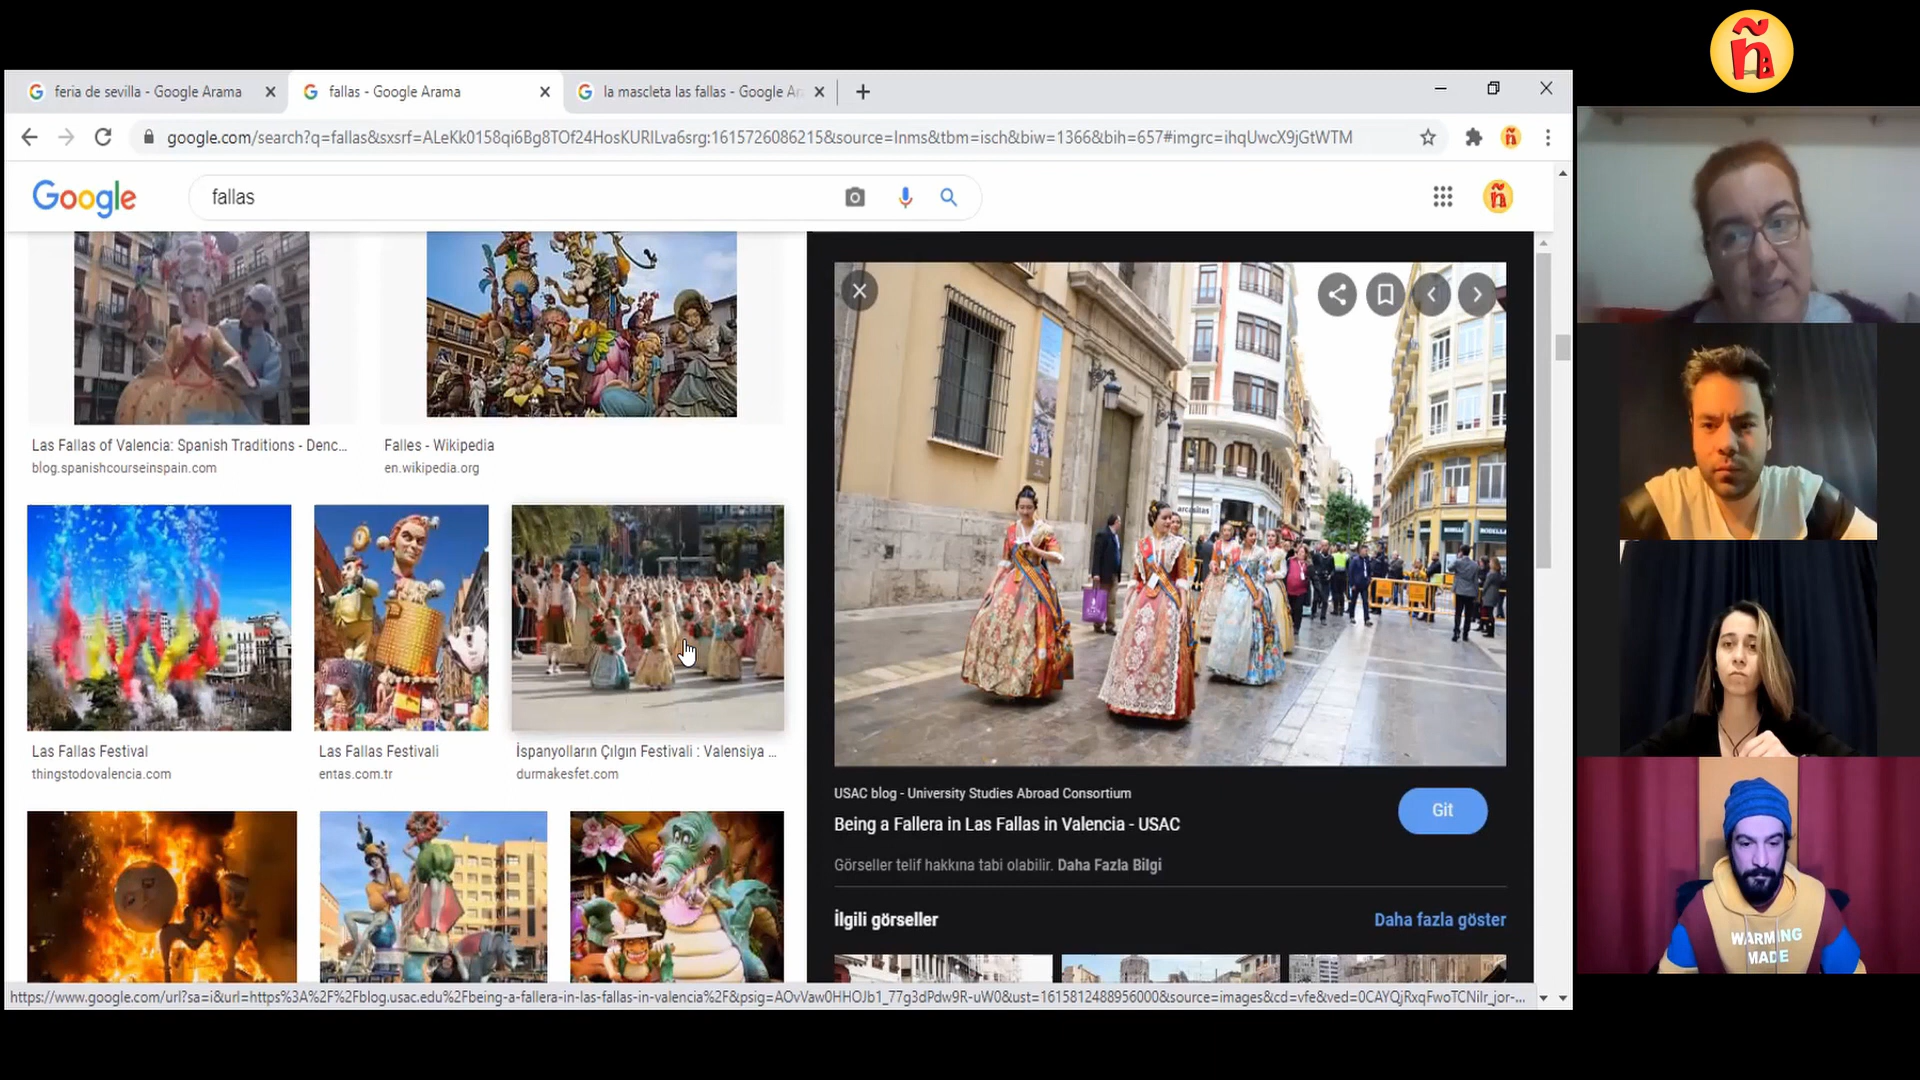 ñ
feria de sevilla - Google Arama
fallas - Google Arama
la mascleta las fallas - Google Ar
google.com/search?q=fallas&sxsrf=ALeKk0158qi6Bg8TOf24HosKURILva6srg:1615726086215&source=lnms&tbm=isch&biw=1366&bih=657#imgrc=ihqUwcX9jGtWTM
Google
fallas
Las Fallas of Valencia: Spanish Traditions - Denc...
blog.spanishcourseinspain.com
Falles - Wikipedia
en.wikipedia.org
Las Fallas Festival
thingstodovalencia.com
Las Fallas Festivali
entas.com.tr
İspanyolların Çılgın Festivali : Valensiya ...
durmakesfet.com
arcasitas
USAC blog - University Studies Abroad Consortium
Being a Fallera in Las Fallas in Valencia - USAC
Git
Görseller telif hakkına tabi olabilir. Daha Fazla Bilgi
İlgili görseller
Daha fazla göster
https://www.google.com/url?sa=i&url=https%3A%2F%2Fblog.usac.edu%2Fbeing-a-fallera-in-las-fallas-in-valencia%2F&psig=AOvVaw0HHOJb1_77g3dPdw9R-uW0&ust=1615812488956000&source=images&cd=vfe&ved=0CAYQjRxqFwoTCNilr_jor-...
WARMING
MADE